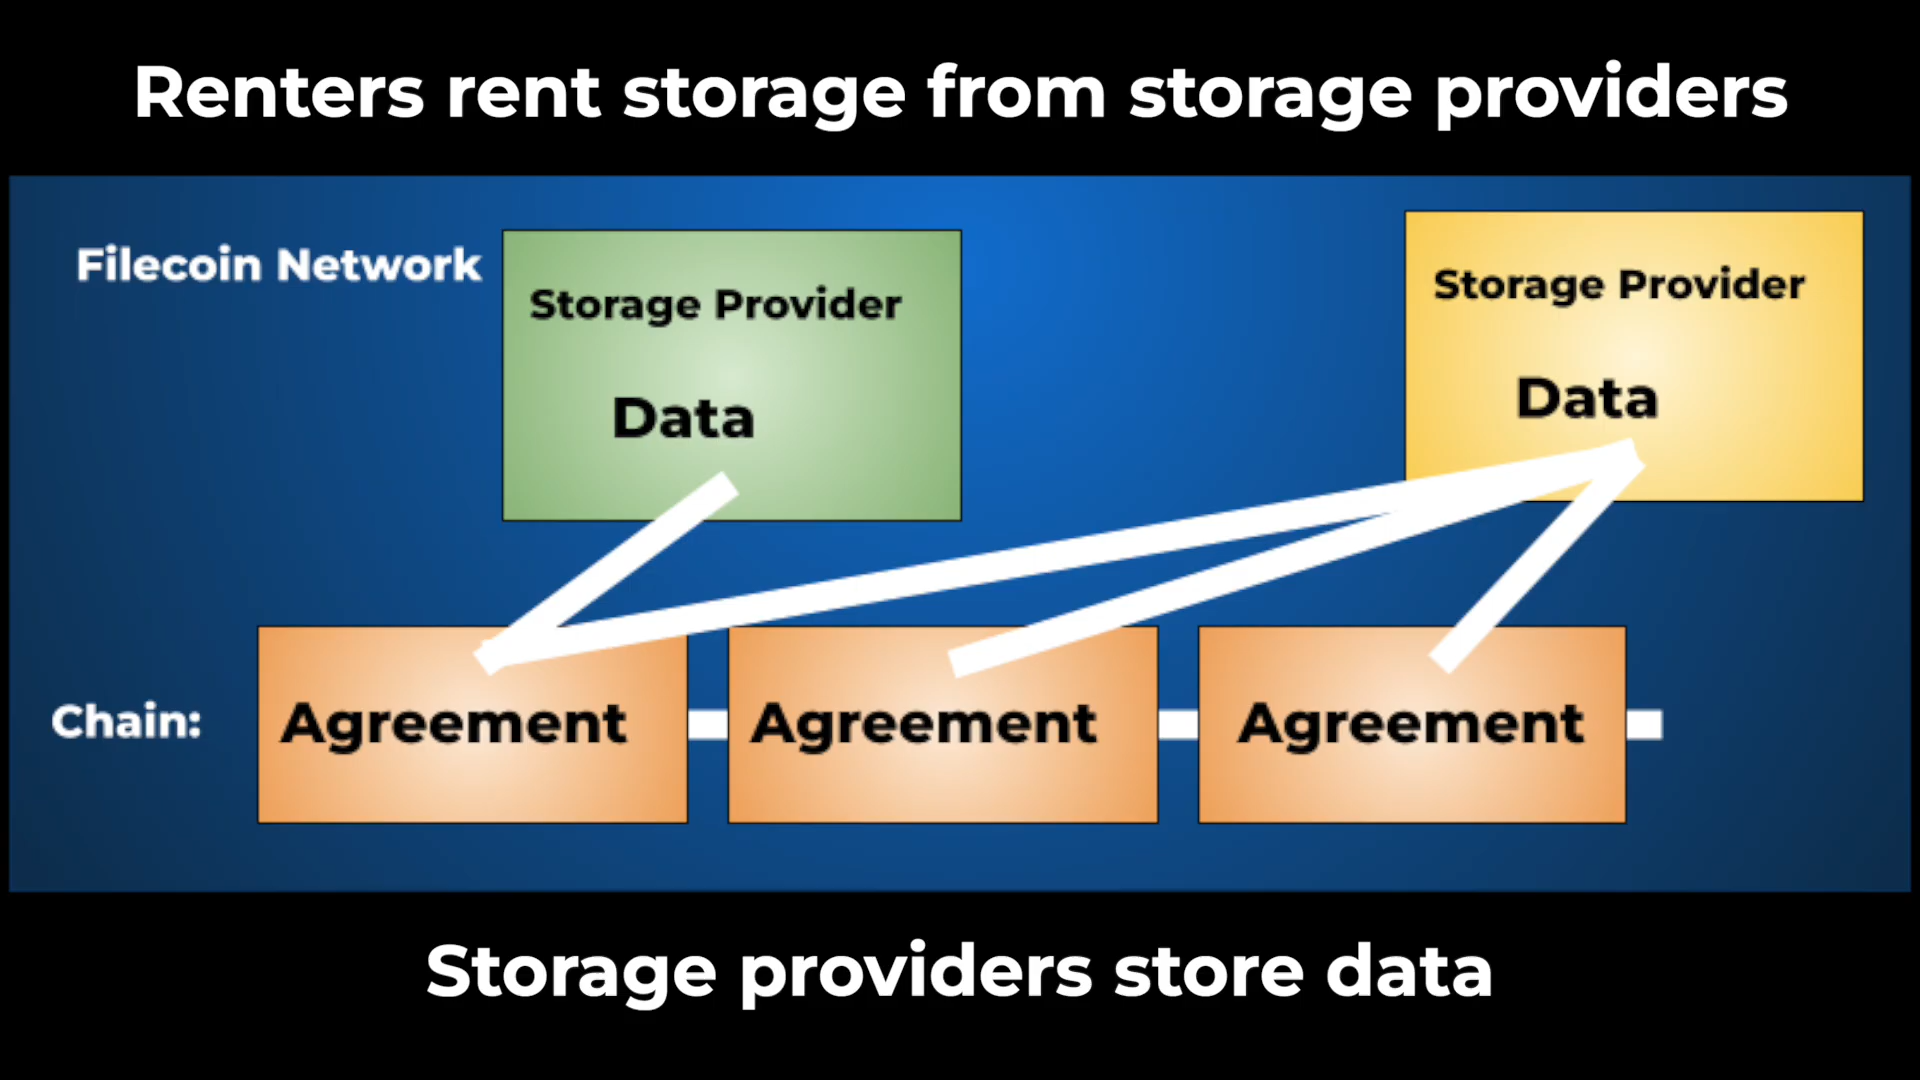 Renters rent storage from storage providers
Filecoin Network
Storage Provider
Data
Storage Provider
Data
Chain:
Agreement
Agreement
Agreement
Storage providers store data